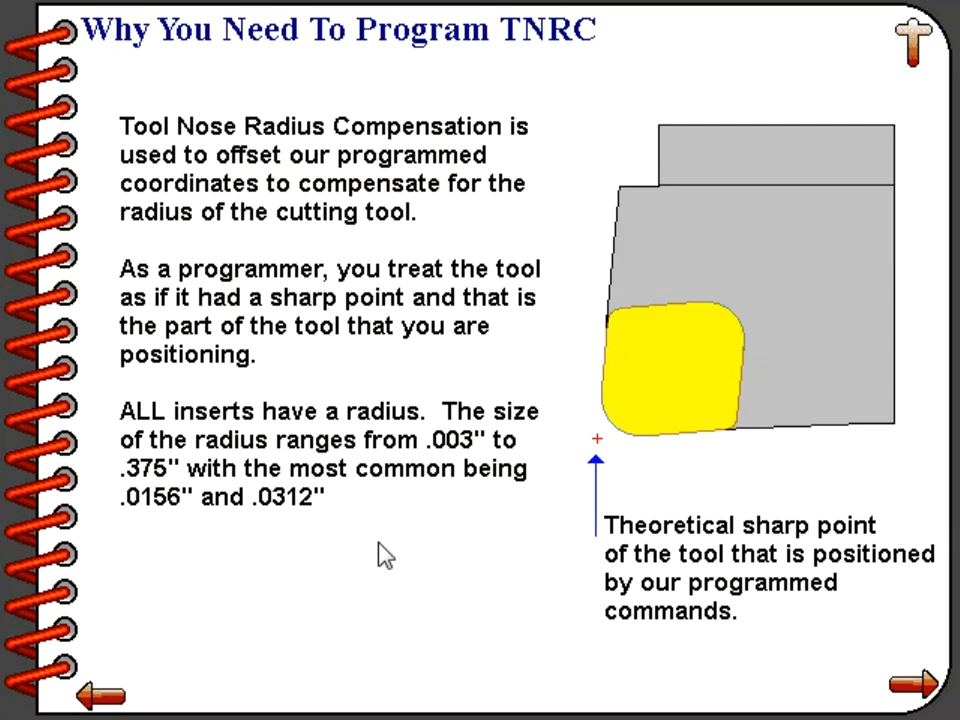 Why You Need To Program TNRC
Tool Nose Radius Compensation is
used to offset our programmed
coordinates to compensate for the
radius of the cutting tool.
As a programmer, you treat the tool
as if it had a sharp point and that is
the part of the tool that you are
positioning.
ALL inserts have a radius.  The size
of the radius ranges from .003" to
.375" with the most common being
.0156" and .0312"
Theoretical sharp point
of the tool that is positioned
by our programmed
commands.